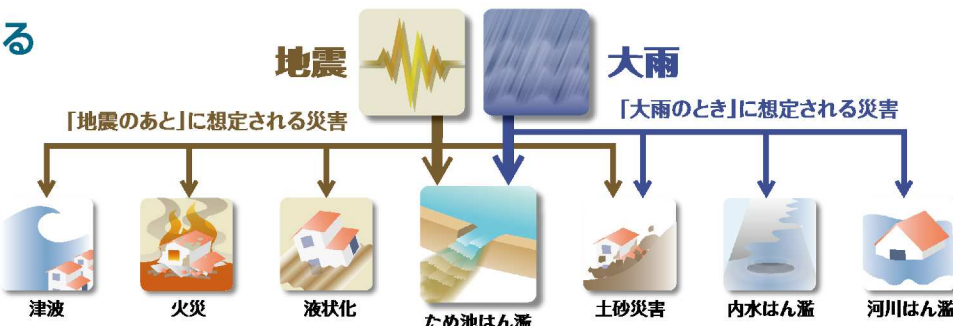 る
地震
大雨
「地震のあと」に想定される災害
「大雨のとき」に想定される災害
津波
火災
液状化
ため池はん濫
土砂災害
内水はん濫
河川はん濫